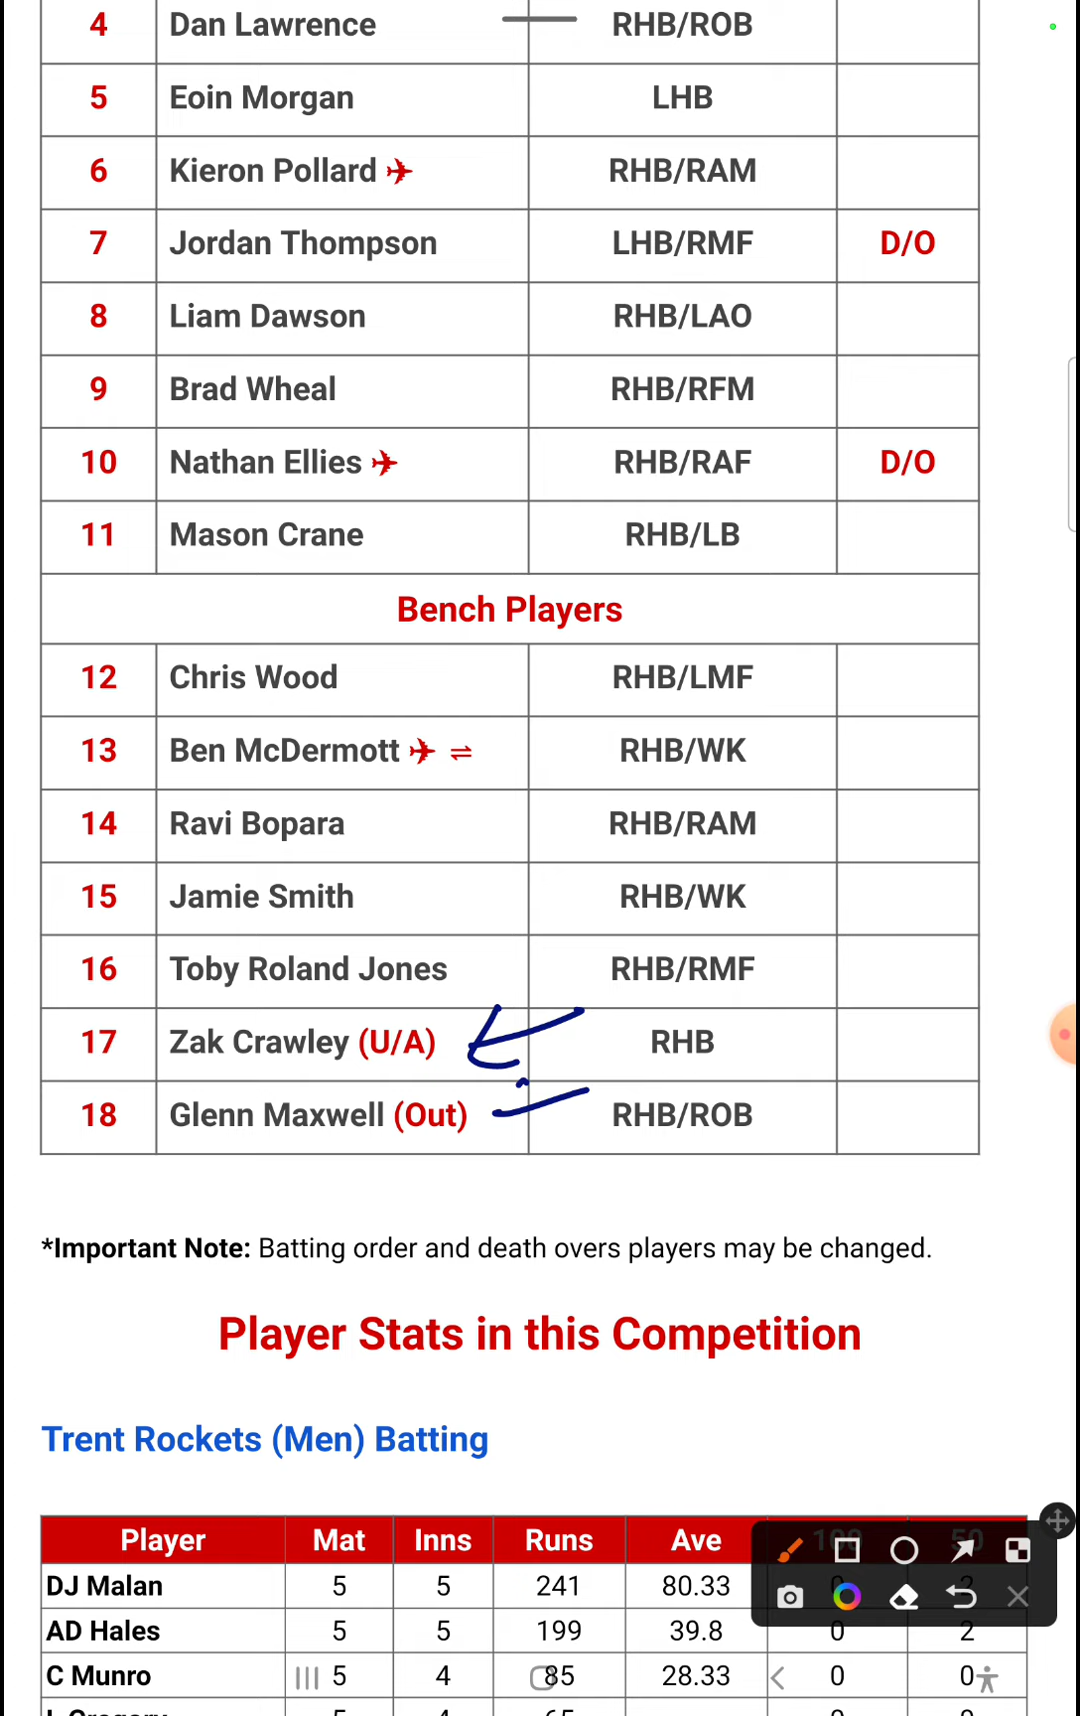 4 Dan Lawrence RHB/ROB
5 Eoin Morgan LHB
6 Kieron Pollard ✈ RHB/RAM
7 Jordan Thompson LHB/RMF D/O
8 Liam Dawson RHB/LAO
9 Brad Wheal RHB/RFM
10 Nathan Ellies ✈ RHB/RAF D/O
11 Mason Crane RHB/LB
Bench Players
12 Chris Wood RHB/LMF
13 Ben McDermott ✈ ⇌ RHB/WK
14 Ravi Bopara RHB/RAM
15 Jamie Smith RHB/WK
16 Toby Roland Jones RHB/RMF
17 Zak Crawley (U/A) RHB
18 Glenn Maxwell (Out) RHB/ROB
*Important Note: Batting order and death overs players may be changed.
Player Stats in this Competition
Trent Rockets (Men) Batting
Player Mat Inns Runs Ave 100 50
DJ Malan 5 5 241 80.33 0 2
AD Hales 5 5 199 39.8 0 2
C Munro 5 4 85 28.33 0 0